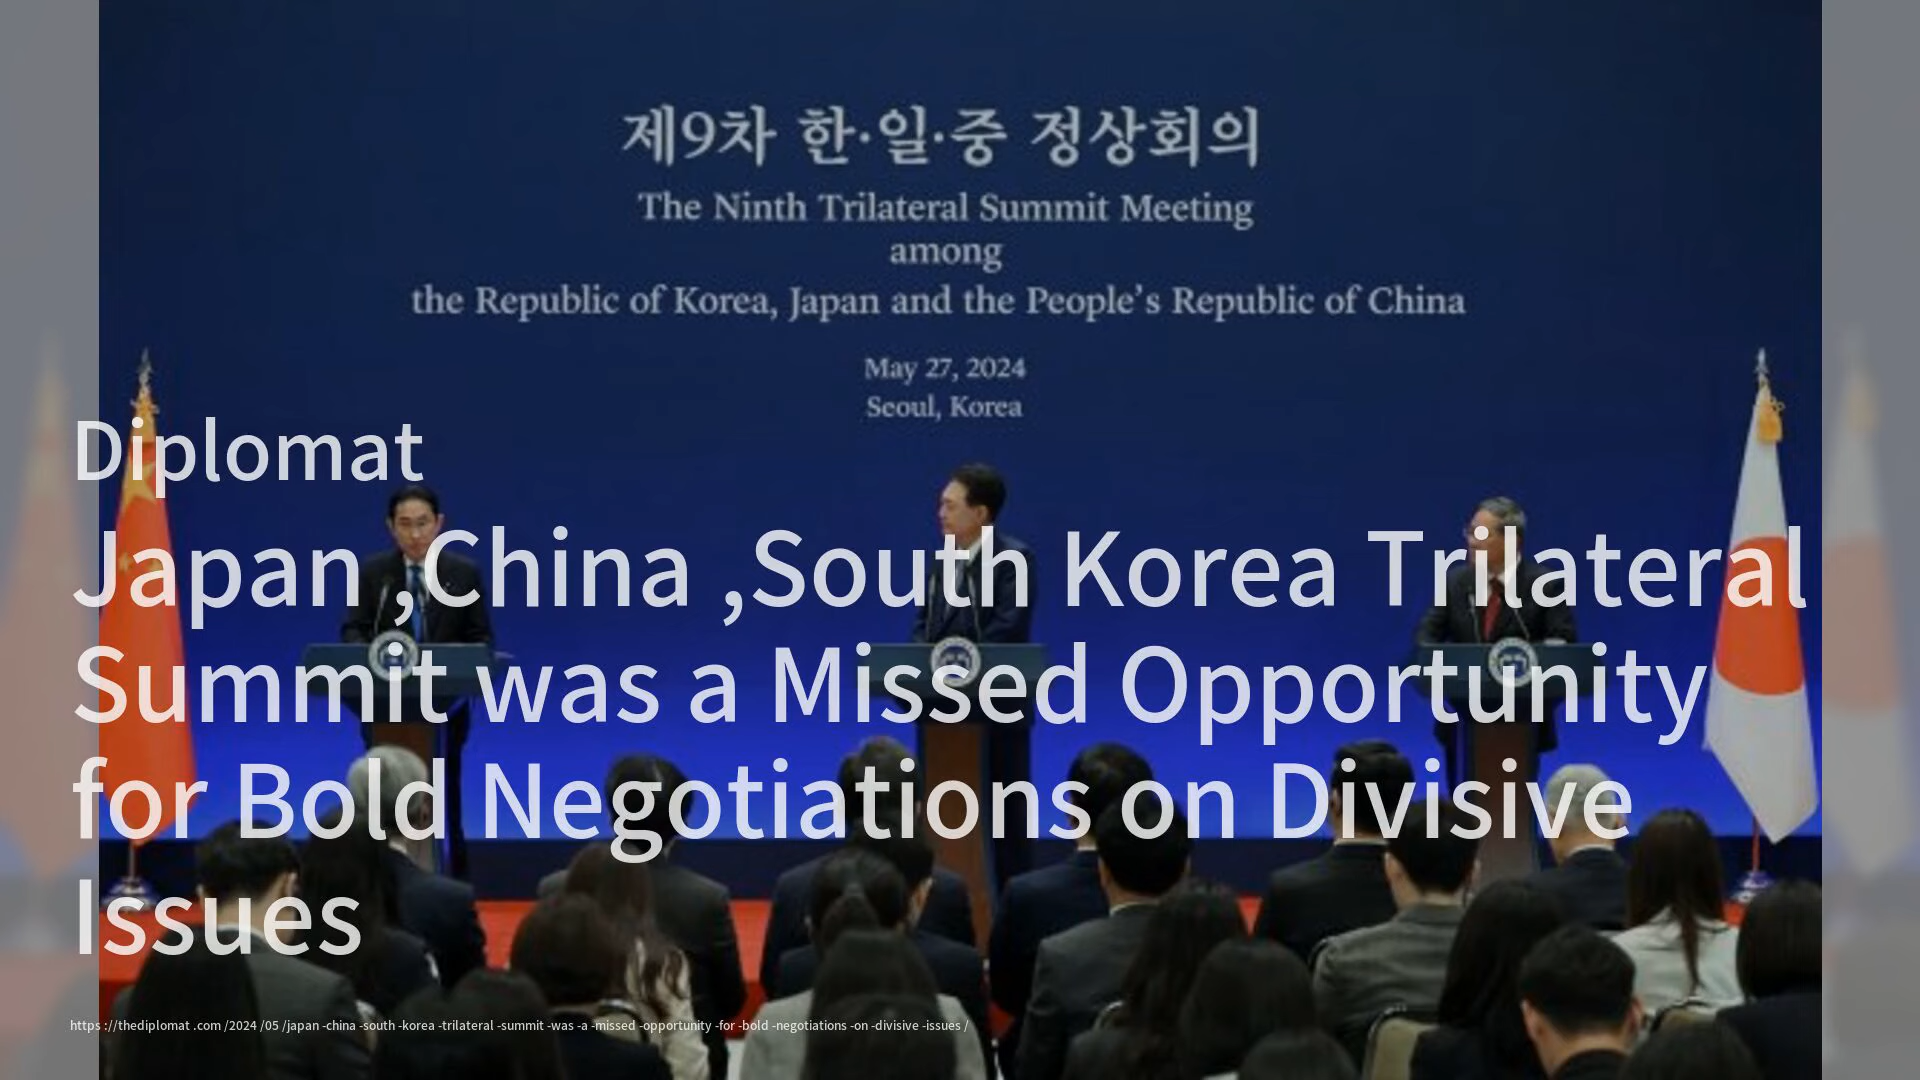 제9차 한·일·중 정상회의
The Ninth Trilateral Summit Meeting
among
the Republic of Korea, Japan and the People's Republic of China
May 27, 2024
Seoul, Korea
Diplomat
Japan ,China ,South Korea Trilateral
Summit was a Missed Opportunity
for Bold Negotiations on Divisive
Issues
https ://thediplomat .com /2024 /05 /japan -china -south -korea -trilateral -summit -was -a -missed -opportunity -for -bold -negotiations -on -divisive -issues /